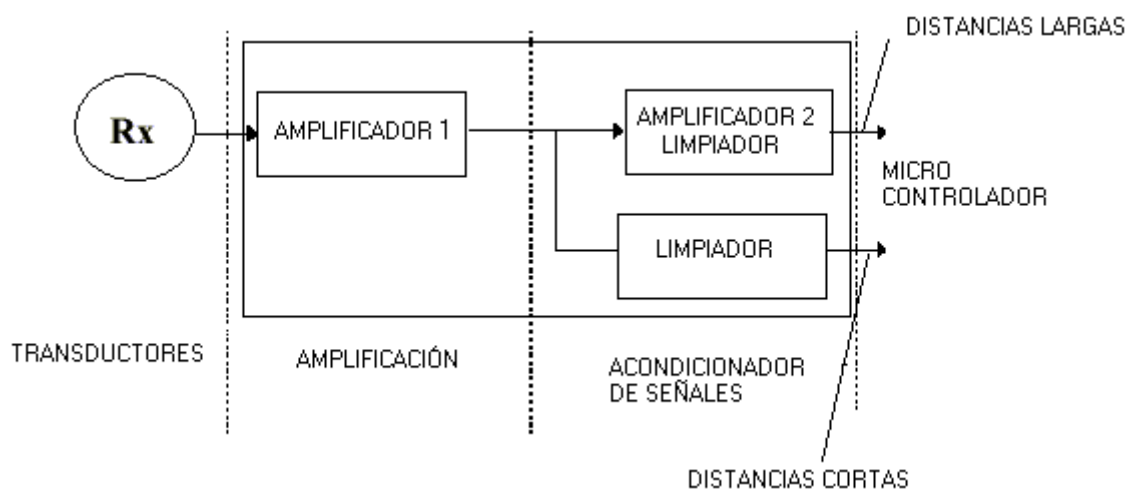 DISTANCIAS LARGAS
Rx
AMPLIFICADOR 1
AMPLIFICADOR 2
LIMPIADOR
MICRO
CONTROLADOR
LIMPIADOR
TRANSDUCTORES
AMPLIFICACIÓN
ACONDICIONADOR
DE SEÑALES
DISTANCIAS CORTAS